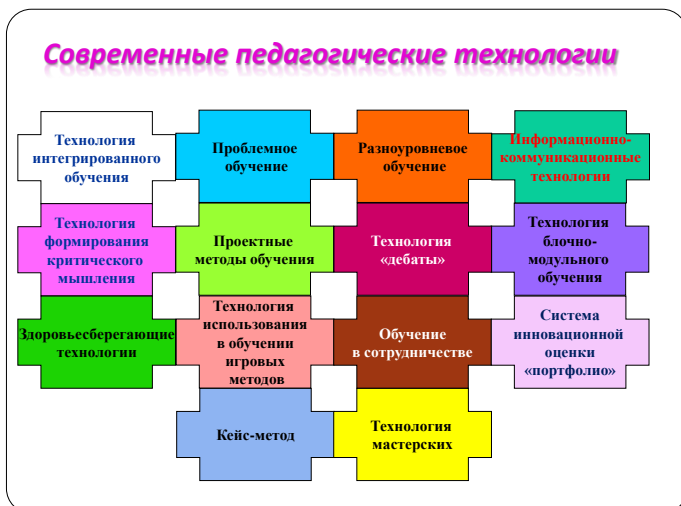 Современные педагогические технологии
Технология
интегрированного
обучения
Проблемное
обучение
Разноуровневое
обучение
Информационно-
коммуникационные
технологии
Технология
формирования
критического
мышления
Проектные
методы обучения
Технология
«дебаты»
Технология
блочно-
модульного
обучения
Здоровьесберегающие
технологии
Технология
использования
в обучении
игровых
методов
Обучение
в сотрудничестве
Система
инновационной
оценки
«портфолио»
Кейс-метод
Технология
мастерских